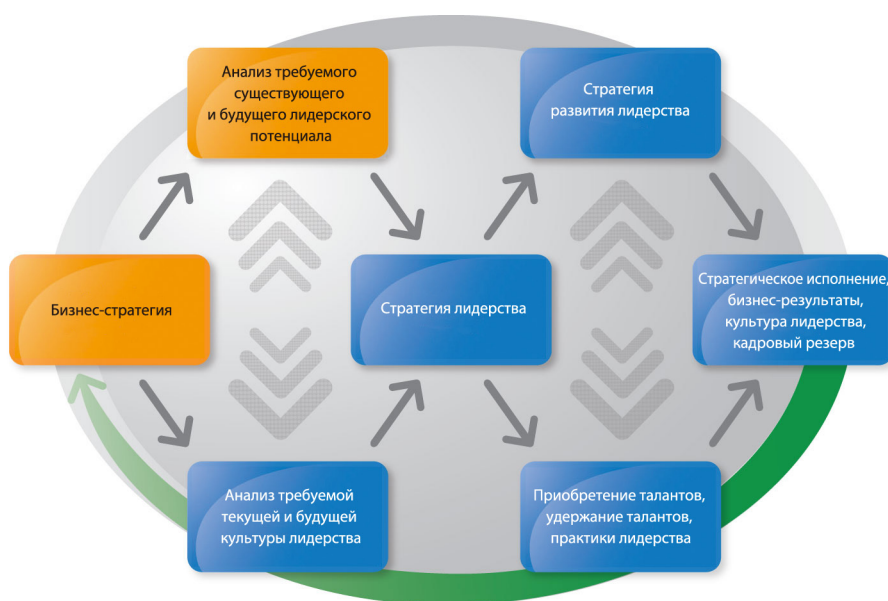 Анализ требуемого
существующего
и будущего лидерского
потенциала
Стратегия
развития лидерства
Бизнес-стратегия
Стратегия лидерства
Стратегическое исполнение,
бизнес-результаты,
культура лидерства,
кадровый резерв
Анализ требуемой
текущей и будущей
культуры лидерства
Приобретение талантов,
удержание талантов,
практики лидерства